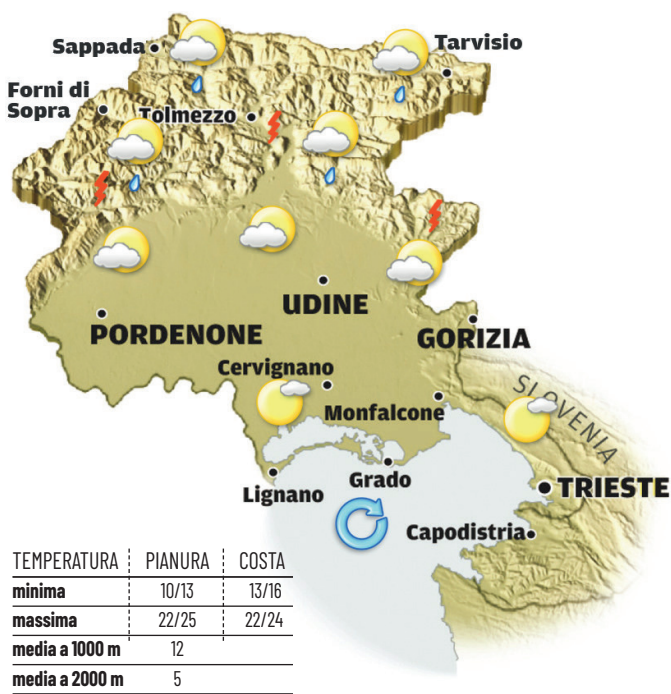 Sappada
Tarvisio
Forni di
Sopra
Tolmezzo
UDINE
PORDENONE
GORIZIA
Cervignano
SLOVENIA
Monfalcone
Grado
Lignano
TRIESTE
Capodistria
TEMPERATURA PIANURA COSTA
minima 10/13 13/16
massima 22/25 22/24
media a 1000 m 12
media a 2000 m 5